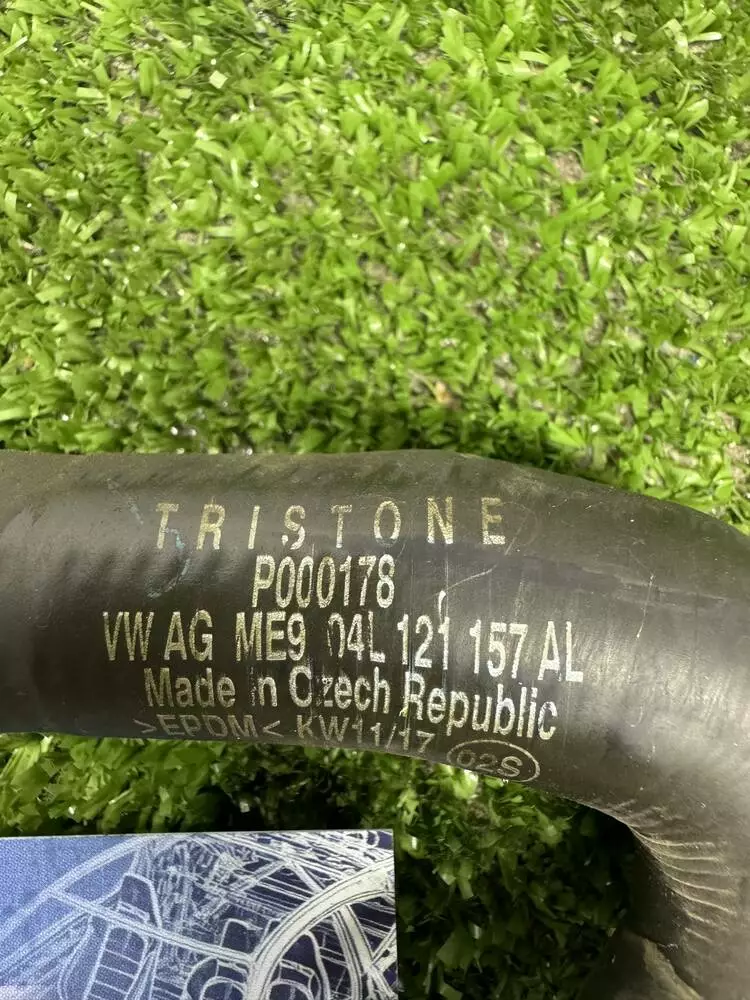 TRISTONE
P000178
VW AG ME9 04L 121 157 AL
Made in Czech Republic
>EPDM< KW11/17 02S